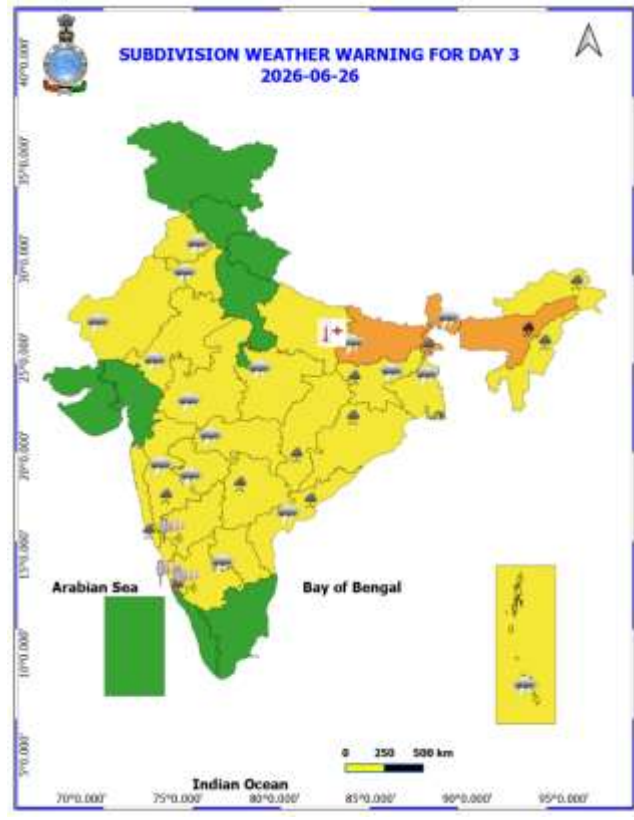 SUBDIVISION WEATHER WARNING FOR DAY 3
2026-06-26
40°0.000'
35°0.000'
30°0.000'
25°0.000'
20°0.000'
15°0.000'
10°0.000'
5°0.000'
Arabian Sea
Bay of Bengal
0 250 500 km
Indian Ocean
70°0.000' 75°0.000' 80°0.000' 85°0.000' 90°0.000' 95°0.000'